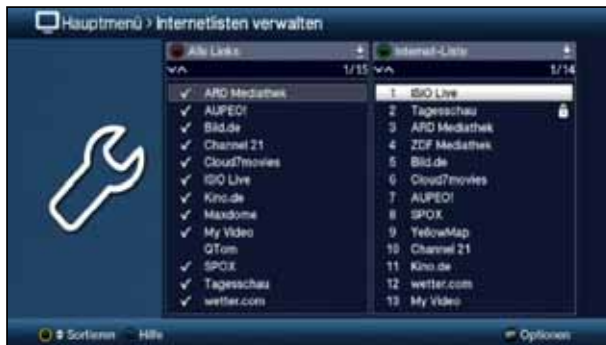 Hauptmenü > Internetlisten verwalten
Alle Links
Internet-Liste
1/15
1/14
ARD Mediathek
AUPEO!
Bild.de
Channel 21
Cloud7movies
ISIO Live
Kino.de
Maxdome
My Video
QTom
SPOX
Tagesschau
wetter.com
1 ISIO Live
2 Tagesschau
3 ARD Mediathek
4 ZDF Mediathek
5 Bild.de
6 Cloud7movies
7 AUPEO!
8 SPOX
9 YellowMap
10 Channel 21
11 Kino.de
12 wetter.com
13 My Video
Sortieren
Hilfe
Optionen